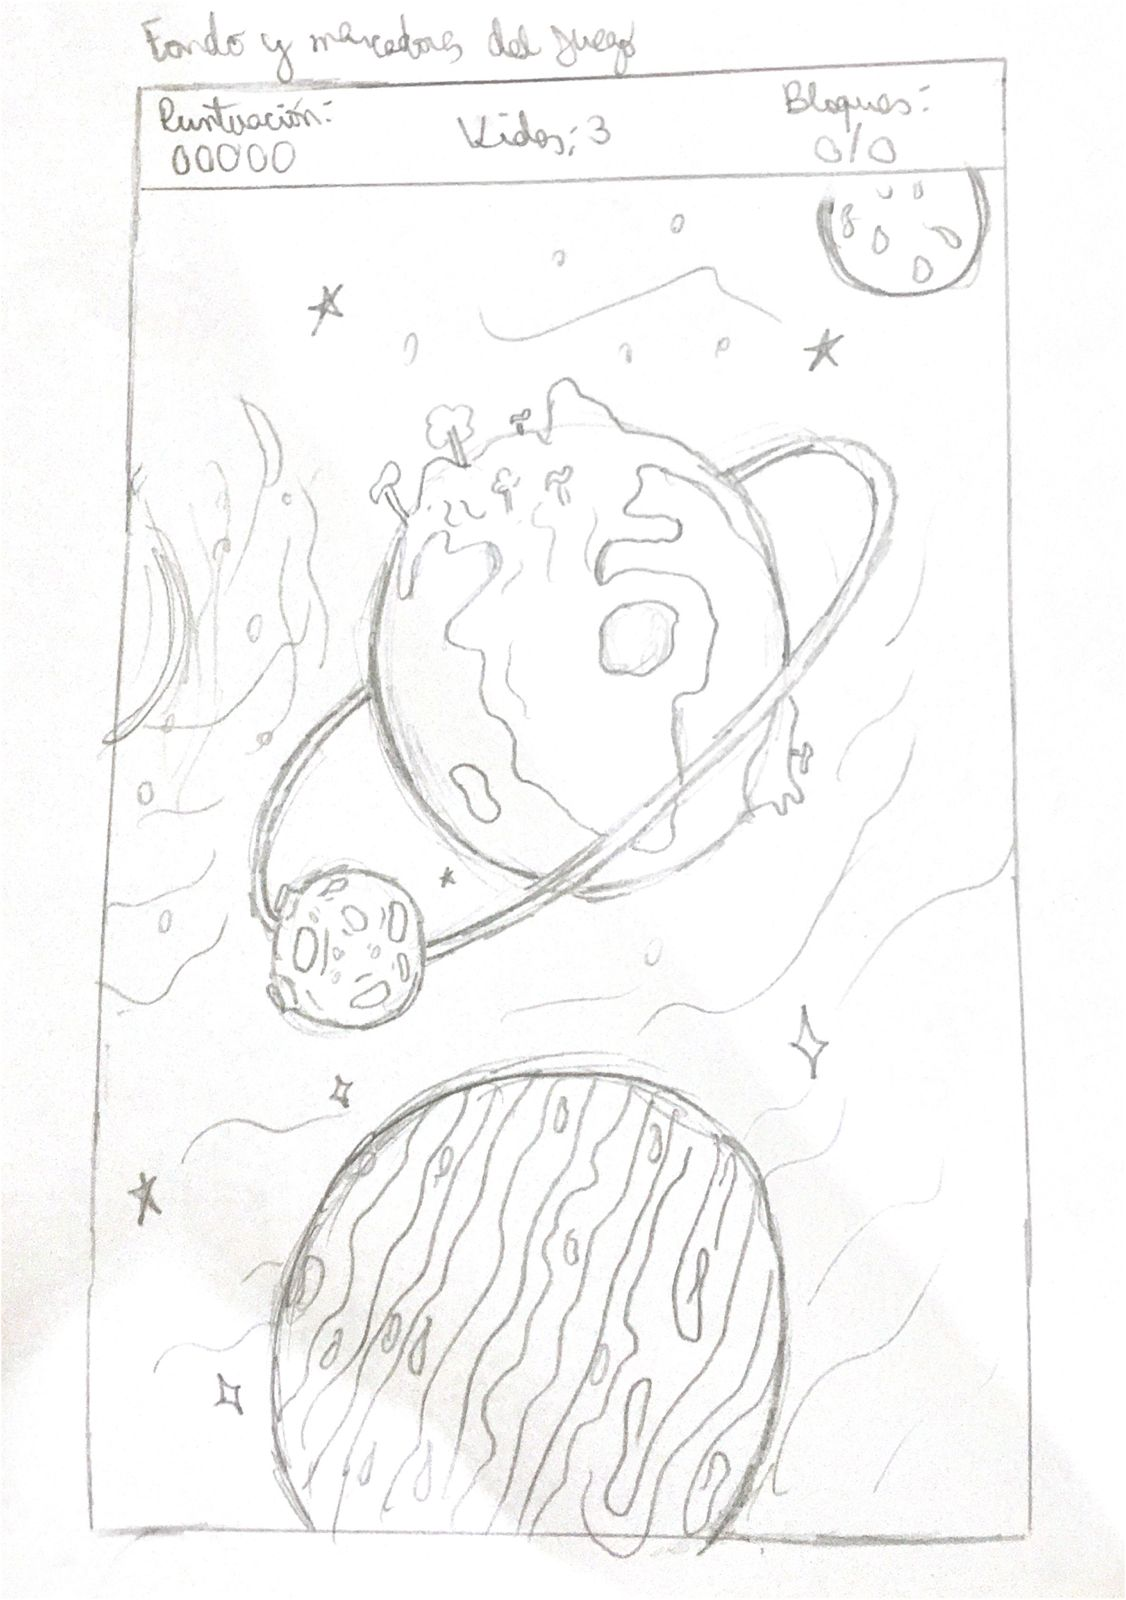 Fondo y marcadores del juego
Puntuación:
00000
Vidas: 3
Bloques:
0/0